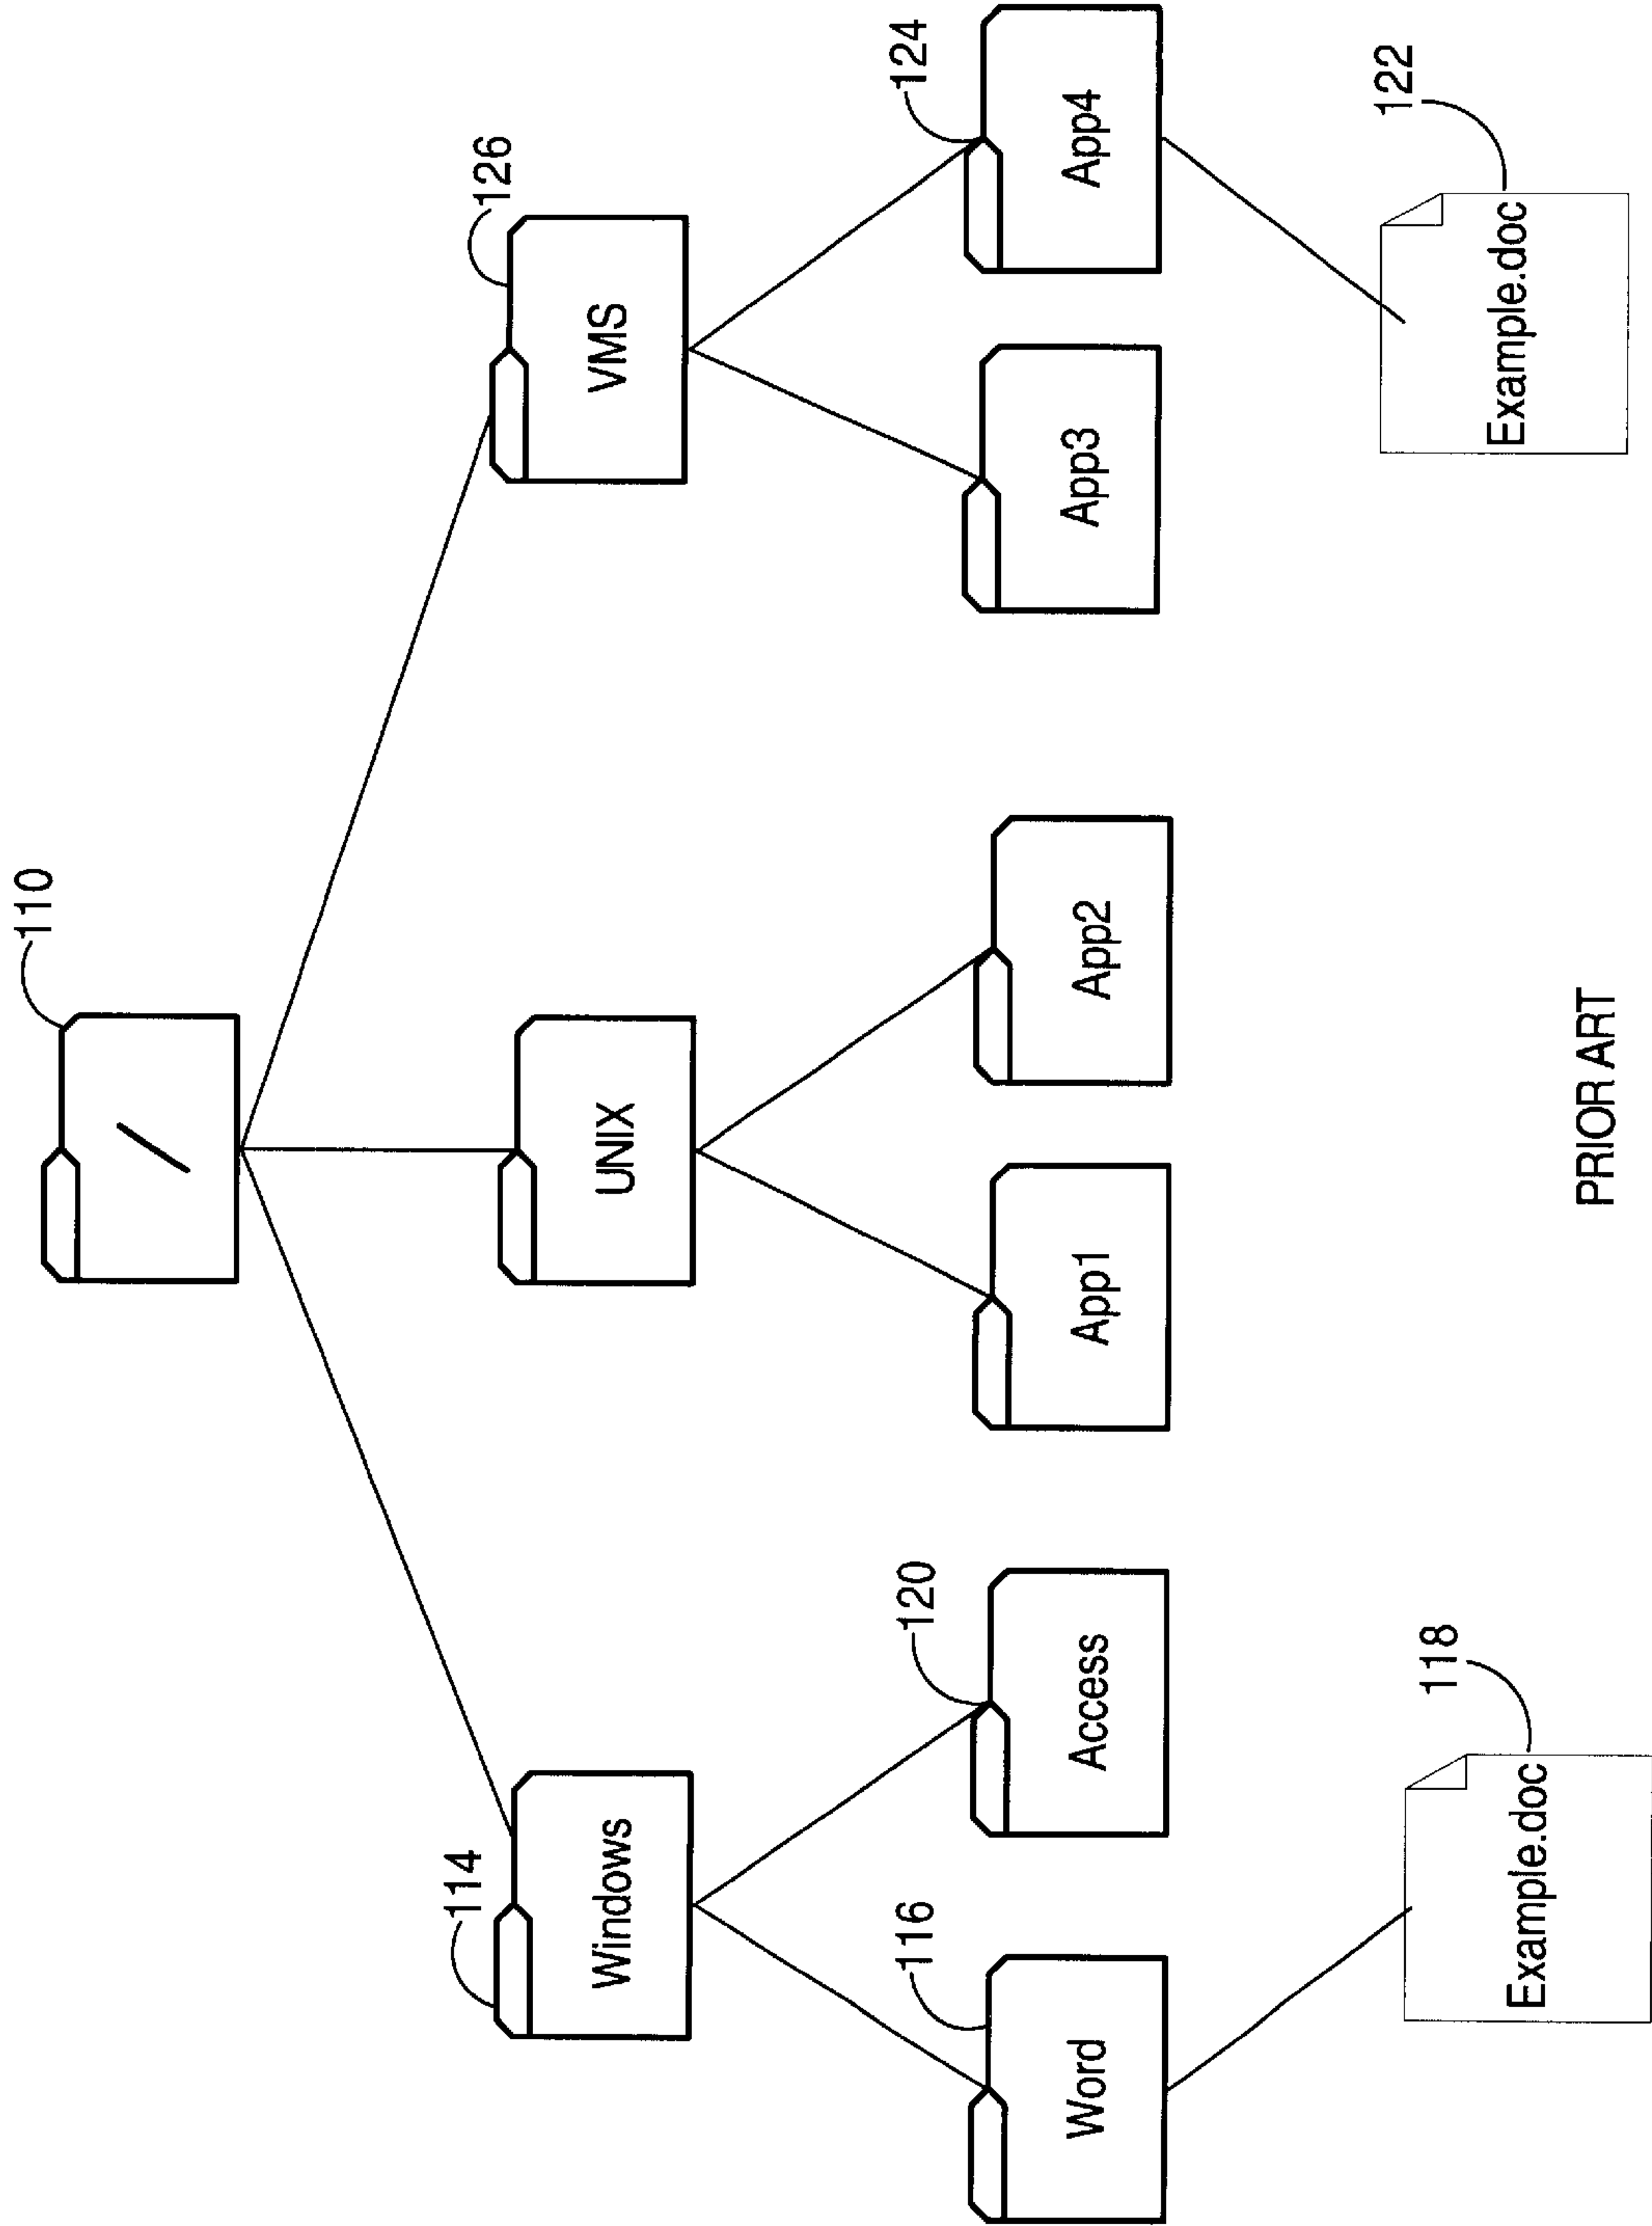 110
/
114
Windows
UNIX
126
VMS
116
Word
120
Access
App1
App2
App3
124
App4
118
Example.doc
122
Example.doc
PRIOR ART